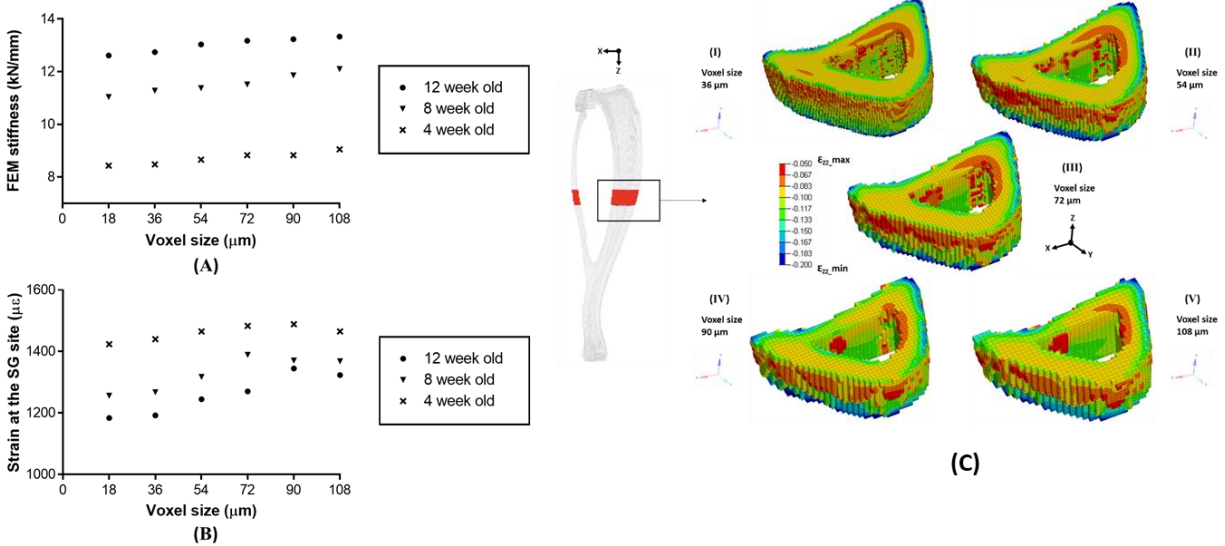 14
12
10
8
FEM stiffness (kN/mm)
0 18 36 54 72 90 108
Voxel size (μm)
(A)
12 week old
8 week old
4 week old
1600
1400
1200
1000
Strain at the SG site (με)
0 18 36 54 72 90 108
Voxel size (μm)
(B)
12 week old
8 week old
4 week old
X
Z
(I)
Voxel size
36 μm
(II)
Voxel size
54 μm
εzz_max
-0.050
-0.067
-0.083
-0.100
-0.117
-0.133
-0.150
-0.167
-0.183
-0.200
εzz_min
(III)
Voxel size
72 μm
Z
X
Y
(IV)
Voxel size
90 μm
(V)
Voxel size
108 μm
(C)